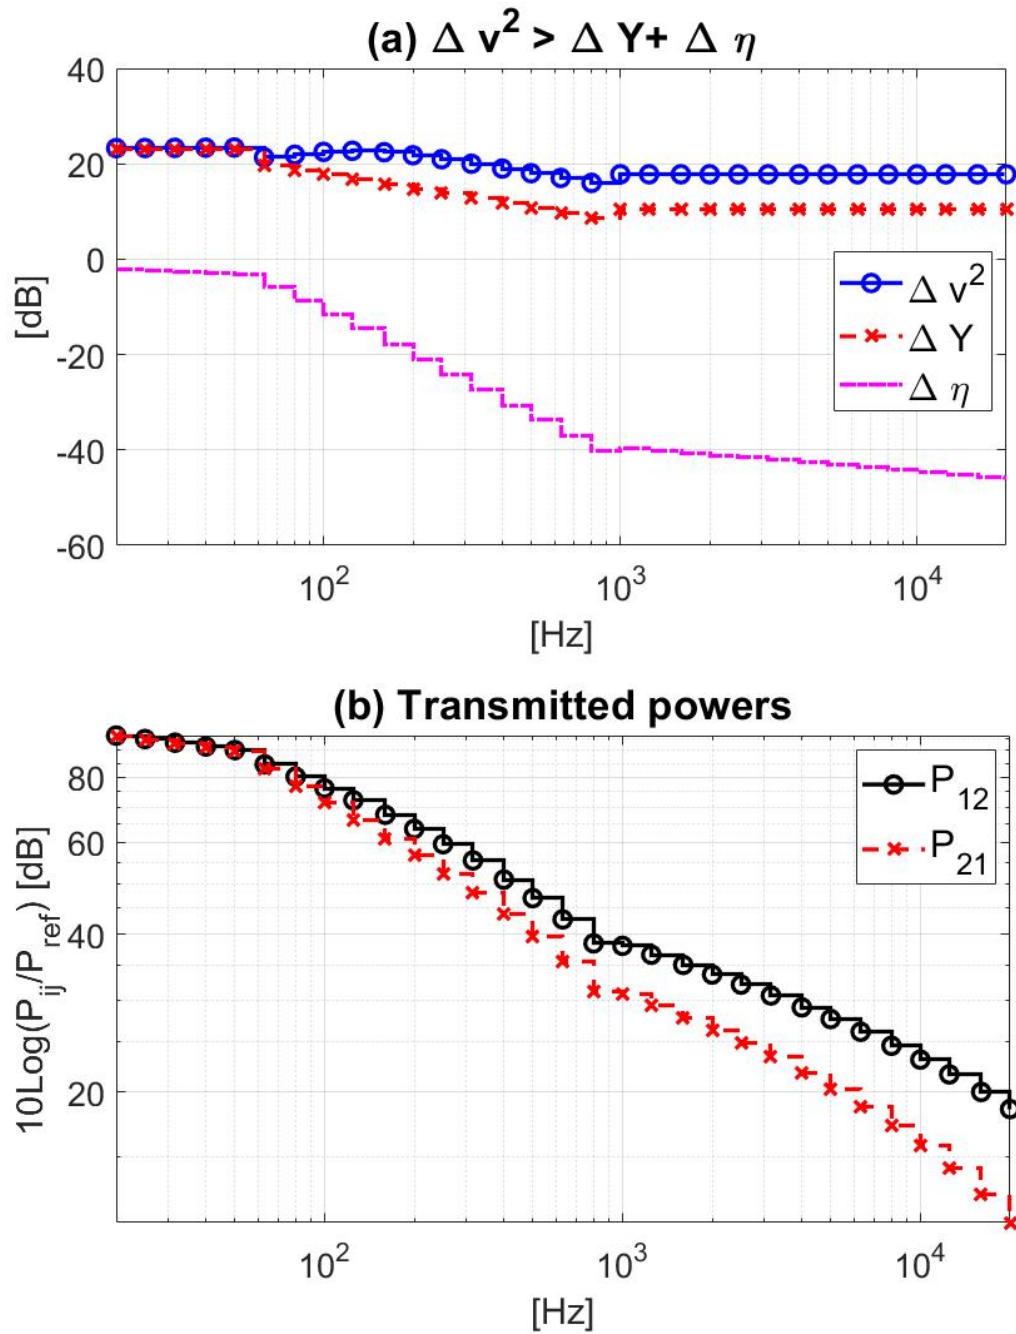 (a) Δ v² > Δ Y+ Δ η
40
20
0
-20
-40
-60
[dB]
Δ v²
Δ Y
Δ η
10² 10³ 10⁴
[Hz]
(b) Transmitted powers
80
60
40
20
10Log(P_ij/P_ref) [dB]
P₁₂
P₂₁
10² 10³ 10⁴
[Hz]